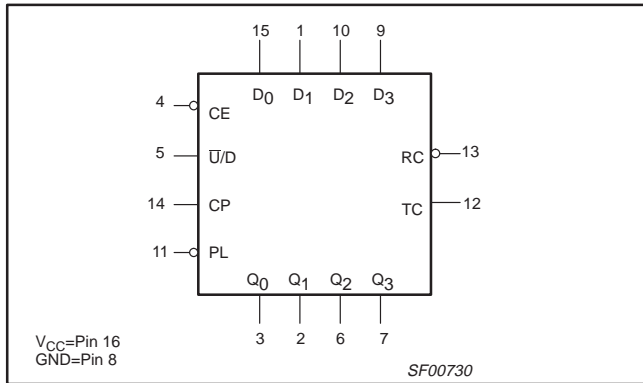 15 1 10 9
D0 D1 D2 D3
4 CE
5 U̅/D RC 13
14 CP TC 12
11 PL
Q0 Q1 Q2 Q3
3 2 6 7
VCC=Pin 16
GND=Pin 8
SF00730